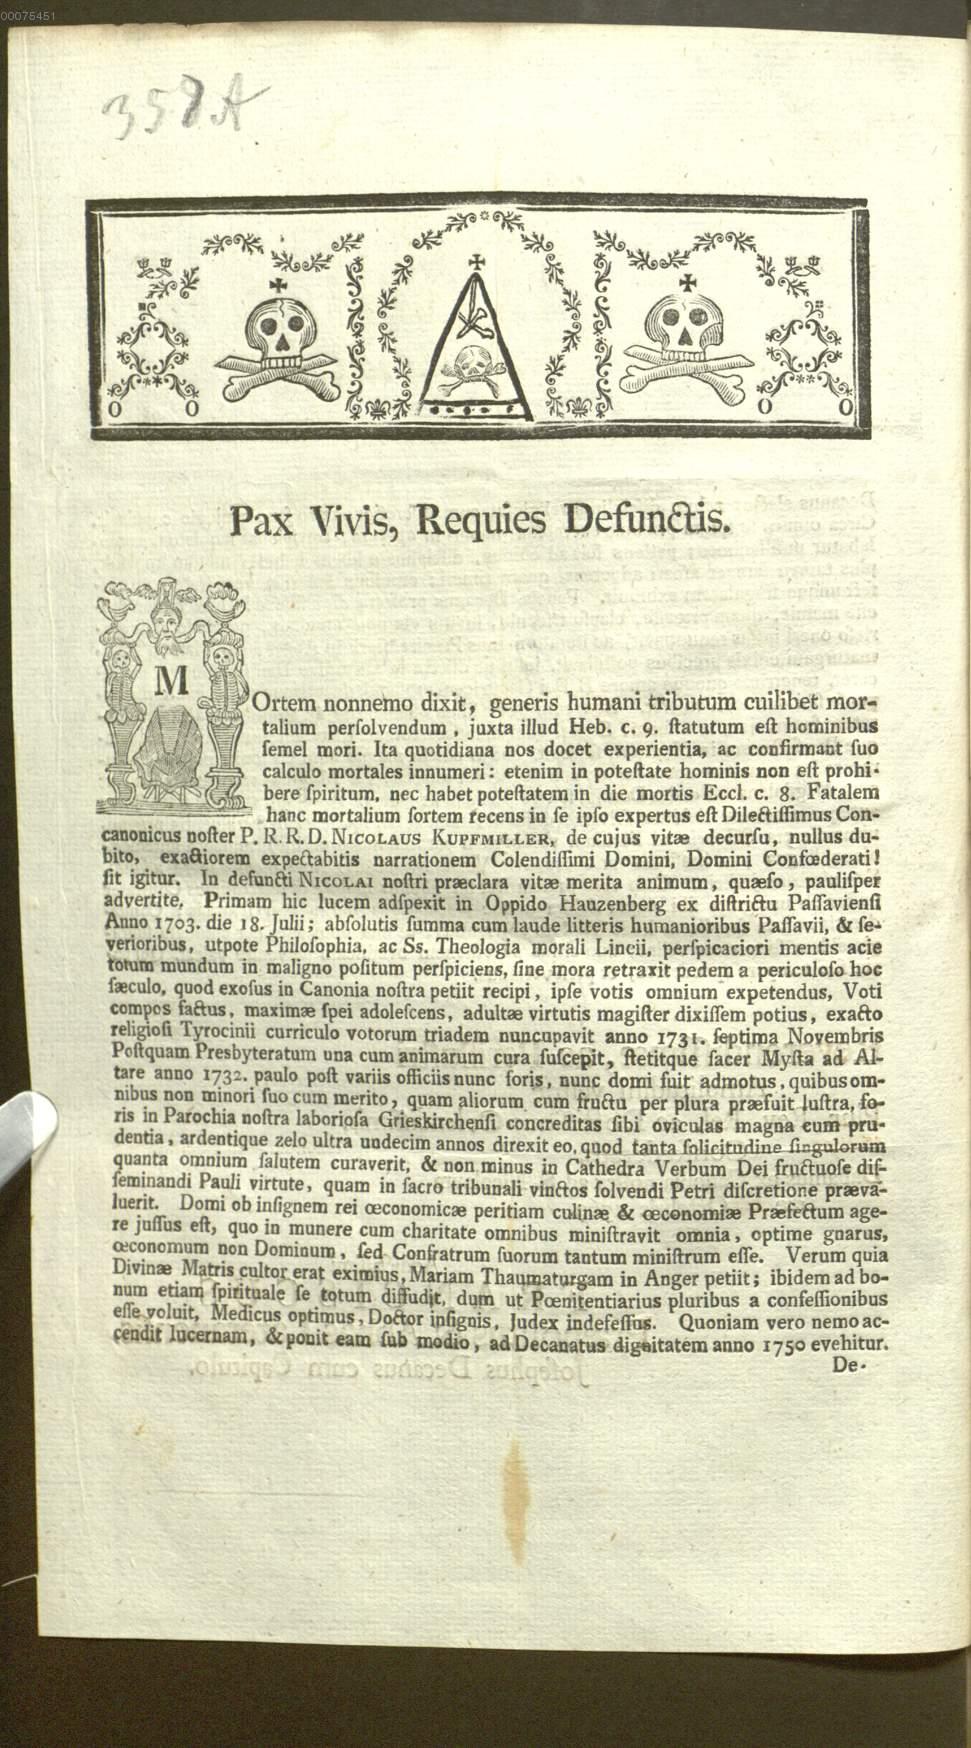 00075451
358 A
Pax Vivis, Requies Defunctis.
MOrtem nonnemo dixit, generis humani tributum cuilibet mor-
talium perſolvendum, juxta illud Heb. c. 9. ſtatutum eſt hominibus
ſemel mori. Ita quotidiana nos docet experientia, ac confirmant ſuo
calculo mortales innumeri: etenim in poteſtate hominis non eſt prohi-
bere ſpiritum, nec habet poteſtatem in die mortis Eccl. c. 8. Fatalem
hanc mortalium ſortem recens in ſe ipſo expertus eſt Dilectiſſimus Con-
canonicus noſter P. R. R. D. NICOLAUS KUPFMILLER, de cujus vitæ decurſu, nullus du-
bito, exactiorem expectabitis narrationem Colendiſſimi Domini, Domini Confœderati!
ſit igitur. In defuncti NICOLAI noſtri præclara vitæ merita animum, quæſo, pauliſper
advertite. Primam hic lucem adſpexit in Oppido Hauzenberg ex diſtrictu Paſſavienſi
Anno 1703. die 18. Julii; abſolutis ſumma cum laude litteris humanioribus Paſſavii, & ſe-
verioribus, utpote Philoſophia, ac Ss. Theologia morali Lincii, perſpicaciori mentis acie
totum mundum in maligno poſitum perſpiciens, ſine mora retraxit pedem a periculoſo hoc
ſæculo, quod exoſus in Canonia noſtra petiit recipi, ipſe votis omnium expetendus, Voti
compos factus, maximæ ſpei adoleſcens, adultæ virtutis magiſter dixiſſem potius, exacto
religioſi Tyrocinii curriculo votorum triadem nuncupavit anno 1731. ſeptima Novembris
Poſtquam Presbyteratum una cum animarum cura ſuſcepit, ſtetitque ſacer Myſta ad Al-
tare anno 1732. paulo poſt variis officiis nunc foris, nunc domi fuit admotus, quibus om-
nibus non minori ſuo cum merito, quam aliorum cum fructu per plura præfuit luſtra, fo-
ris in Parochia noſtra laborioſa Grieskirchenſi concreditas ſibi oviculas magna cum pru-
dentia, ardentique zelo ultra undecim annos direxit eo, quod tanta ſolicitudine ſingulorum
quanta omnium ſalutem curaverit, & non minus in Cathedra Verbum Dei fructuoſe diſ-
ſeminandi Pauli virtute, quam in ſacro tribunali vinctos ſolvendi Petri diſcretione præva-
luerit. Domi ob inſignem rei œconomicæ peritiam culinæ & œconomiæ Præfectum age-
re juſſus eſt, quo in munere cum charitate omnibus miniſtravit omnia, optime gnarus,
œconomum non Dominum, ſed Confratrum ſuorum tantum miniſtrum eſſe. Verum quia
Divinæ Matris cultor erat eximius, Mariam Thaumaturgam in Anger petiit; ibidem ad bo-
num etiam ſpirituale ſe totum diffudit, dum ut Pœnitentiarius pluribus a confeſſionibus
eſſe voluit, Medicus optimus, Doctor inſignis, Judex indefeſſus. Quoniam vero nemo ac-
cendit lucernam, & ponit eam ſub modio, ad Decanatus dignitatem anno 1750 evehitur.
De-